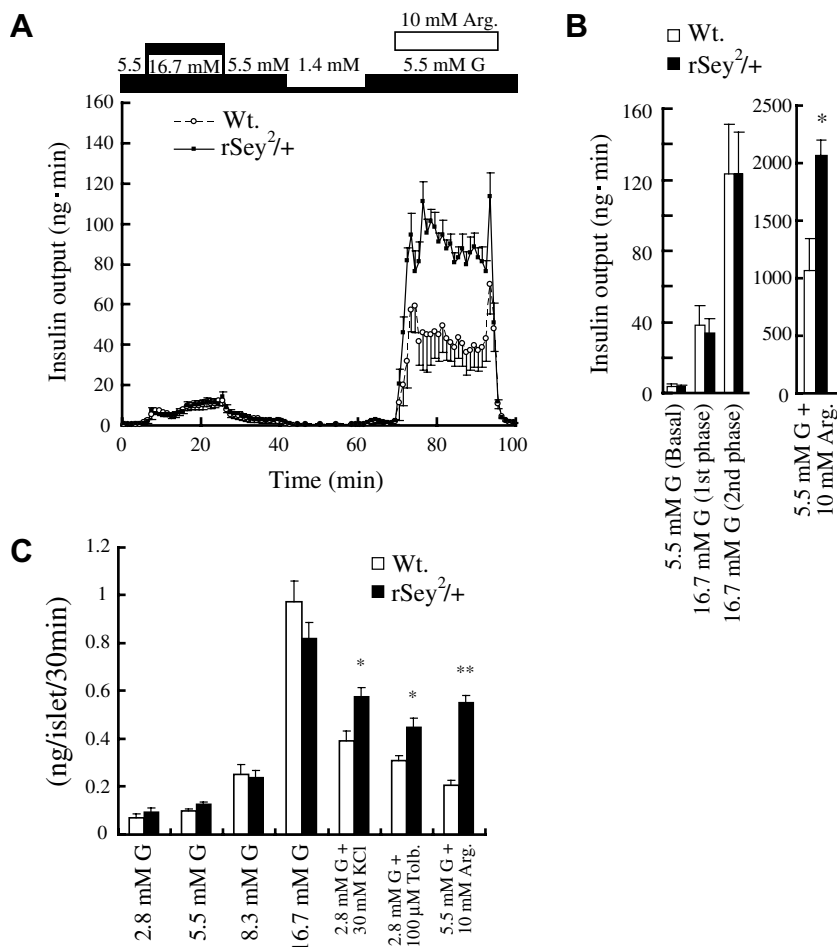 A
10 mM Arg.
5.5
16.7 mM
5.5 mM
1.4 mM
5.5 mM G
160
140
120
100
80
60
40
20
0
Insulin output (ng·min)
Wt.
rSey²/+
0
20
40
60
80
100
Time (min)
B
Wt.
rSey²/+
160
120
80
40
0
Insulin output (ng·min)
2500
2000
1500
1000
500
0
*
5.5 mM G (Basal)
16.7 mM G (1st phase)
16.7 mM G (2nd phase)
5.5 mM G +
10 mM Arg.
C
1.2
1
0.8
0.6
0.4
0.2
0
(ng/islet/30min)
Wt.
rSey²/+
*
*
**
2.8 mM G
5.5 mM G
8.3 mM G
16.7 mM G
2.8 mM G +
30 mM KCl
2.8 mM G +
100 μM Tolb.
5.5 mM G +
10 mM Arg.